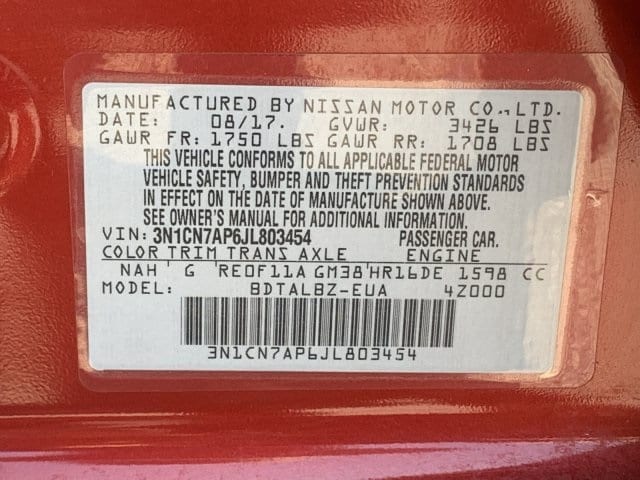 MANUFACTURED BY NISSAN MOTOR CO., LTD.
DATE: 08/17. GVWR: 3426 LBS
GAWR FR: 1750 LBS GAWR RR: 1708 LBS
THIS VEHICLE CONFORMS TO ALL APPLICABLE FEDERAL MOTOR
VEHICLE SAFETY, BUMPER AND THEFT PREVENTION STANDARDS
IN EFFECT ON THE DATE OF MANUFACTURE SHOWN ABOVE.
SEE OWNER'S MANUAL FOR ADDITIONAL INFORMATION.
VIN: 3N1CN7AP6JL803454 PASSENGER CAR.
COLOR TRIM TRANS AXLE ENGINE
NAH G RE0F11A GM38 HR16DE 1598 CC
MODEL: BDTALBZ-EUA 4Z000
3N1CN7AP6JL803454